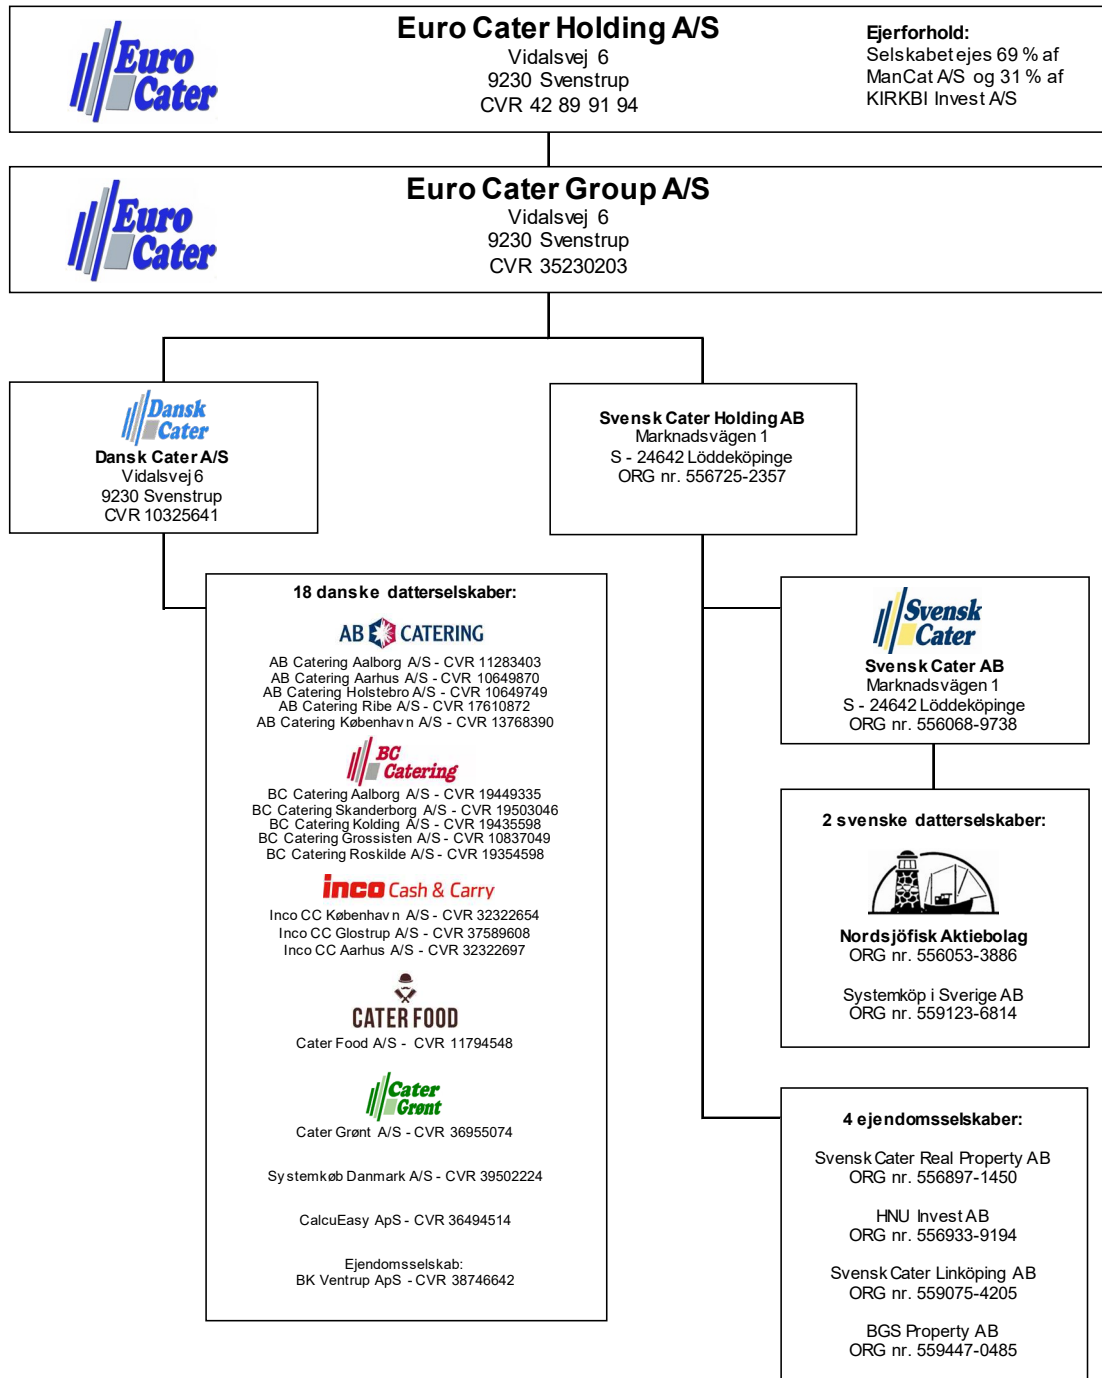 Euro
Cater
Euro Cater Holding A/S
Vidalsvej 6
9230 Svenstrup
CVR 42 89 91 94
Ejerforhold:
Selskabet ejes 69 % af
ManCat A/S og 31 % af
KIRKBI Invest A/S
Euro
Cater
Euro Cater Group A/S
Vidalsvej 6
9230 Svenstrup
CVR 35230203
Dansk
Cater
Dansk Cater A/S
Vidalsvej 6
9230 Svenstrup
CVR 10325641
Svensk Cater Holding AB
Marknadsvägen 1
S - 24642 Löddeköpinge
ORG nr. 556725-2357
18 danske datterselskaber:
AB CATERING
AB Catering Aalborg A/S - CVR 11283403
AB Catering Aarhus A/S - CVR 10649870
AB Catering Holstebro A/S - CVR 10649749
AB Catering Ribe A/S - CVR 17610872
AB Catering København A/S - CVR 13768390
BC
Catering
BC Catering Aalborg A/S - CVR 19449335
BC Catering Skanderborg A/S - CVR 19503046
BC Catering Kolding A/S - CVR 19435598
BC Catering Grossisten A/S - CVR 10837049
BC Catering Roskilde A/S - CVR 19354598
inco Cash & Carry
Inco CC København A/S - CVR 32322654
Inco CC Glostrup A/S - CVR 37589608
Inco CC Aarhus A/S - CVR 32322697
CATER FOOD
Cater Food A/S - CVR 11794548
Cater
Grønt
Cater Grønt A/S - CVR 36955074
Systemkøb Danmark A/S - CVR 39502224
CalcuEasy ApS - CVR 36494514
Ejendomsselskab:
BK Ventrup ApS - CVR 38746642
Svensk
Cater
Svensk Cater AB
Marknadsvägen 1
S - 24642 Löddeköpinge
ORG nr. 556068-9738
2 svenske datterselskaber:
Nordsjöfisk Aktiebolag
ORG nr. 556053-3886
Systemköp i Sverige AB
ORG nr. 559123-6814
4 ejendomsselskaber:
Svensk Cater Real Property AB
ORG nr. 556897-1450
HNU Invest AB
ORG nr. 556933-9194
Svensk Cater Linköping AB
ORG nr. 559075-4205
BGS Property AB
ORG nr. 559447-0485